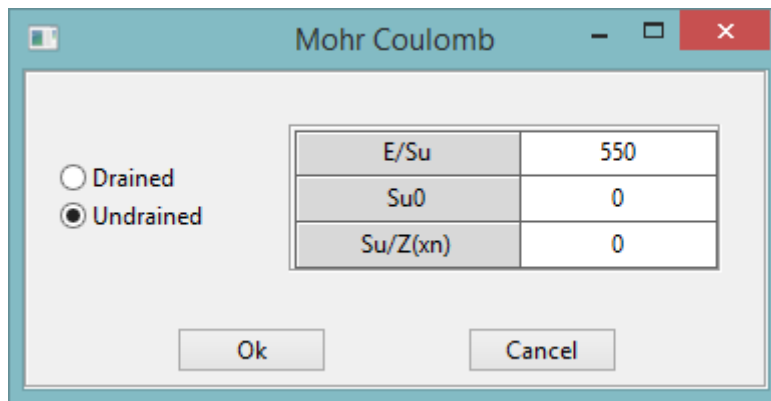 Mohr Coulomb
Drained
Undrained
E/Su 550
Su0 0
Su/Z(xn) 0
Ok Cancel